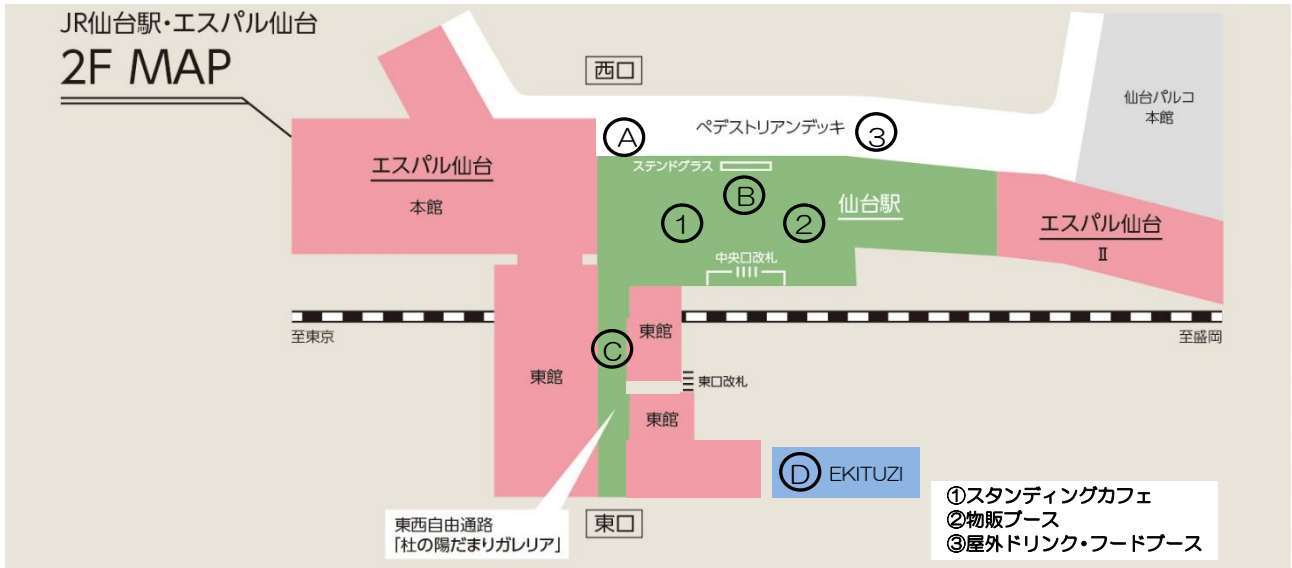 JR仙台駅・エスパル仙台
2F MAP
西口
仙台パルコ
本館
ペデストリアンデッキ
A
③
エスパル仙台
本館
ステンドグラス
B
①
②
仙台駅
エスパル仙台
Ⅱ
中央口改札
至東京
至盛岡
東館
C
東館
東口改札
東館
D EKITUZI
東西自由通路
「杜の陽だまりガレリア」
東口
①スタンディングカフェ
②物販ブース
③屋外ドリンク・フードブース